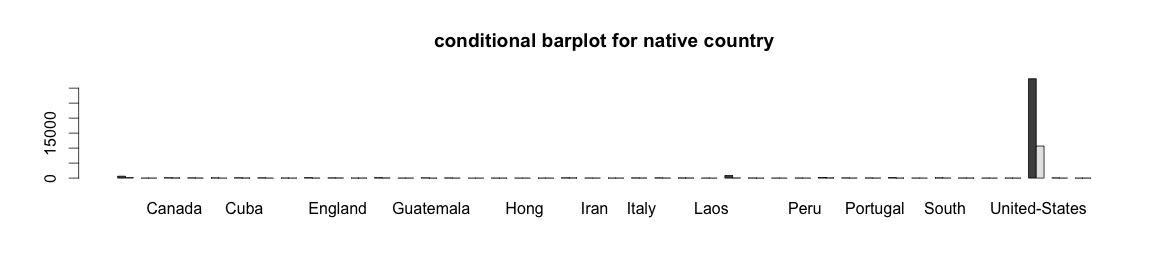 conditional barplot for native country
15000
0
Canada Cuba England Guatemala Hong Iran Italy Laos Peru Portugal South United-States